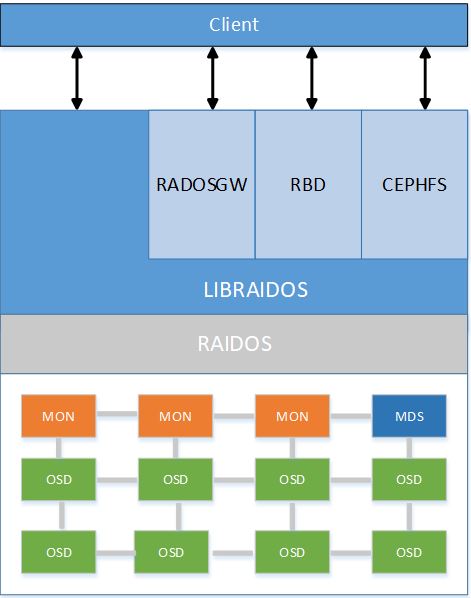 Client
RADOSGW RBD CEPHFS
LIBRAIDOS
RAIDOS
MON MON MON MDS
OSD OSD OSD OSD
OSD OSD OSD OSD